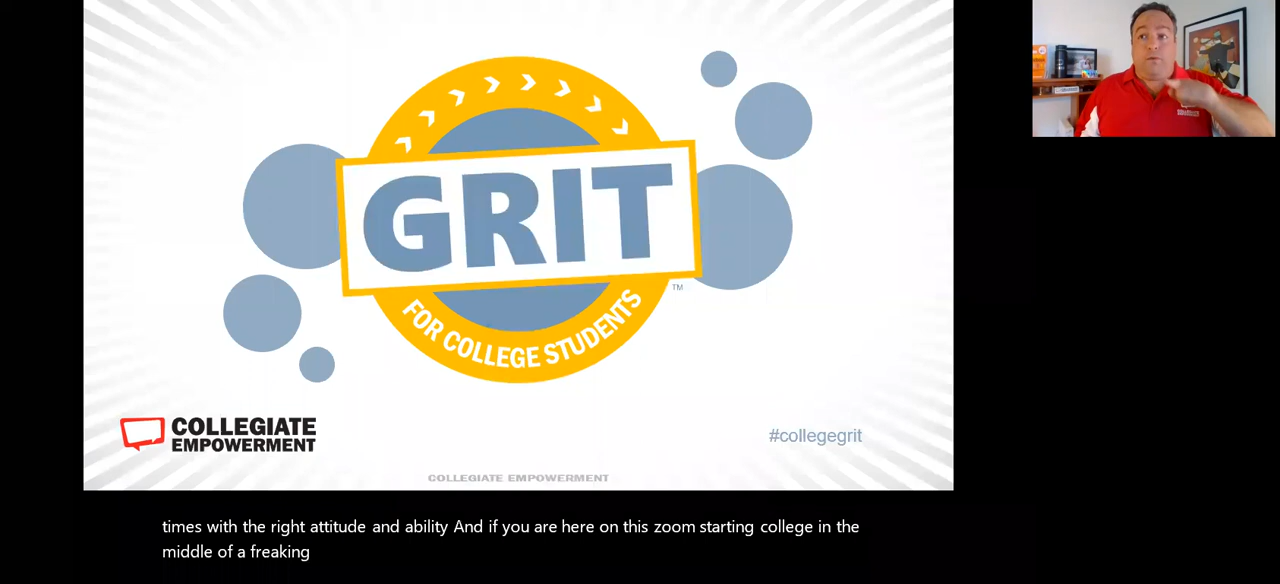 GRIT
TM
FOR COLLEGE STUDENTS
COLLEGIATE
EMPOWERMENT
#collegegrit
COLLEGIATE EMPOWERMENT
times with the right attitude and ability And if you are here on this zoom starting college in the
middle of a freaking